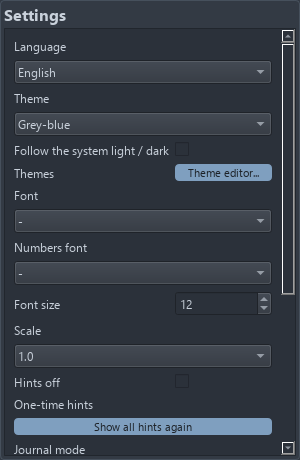 Settings
Language
English
Theme
Grey-blue
Follow the system light / dark
Themes
Theme editor...
Font
-
Numbers font
-
Font size
12
Scale
1.0
Hints off
One-time hints
Show all hints again
Journal mode